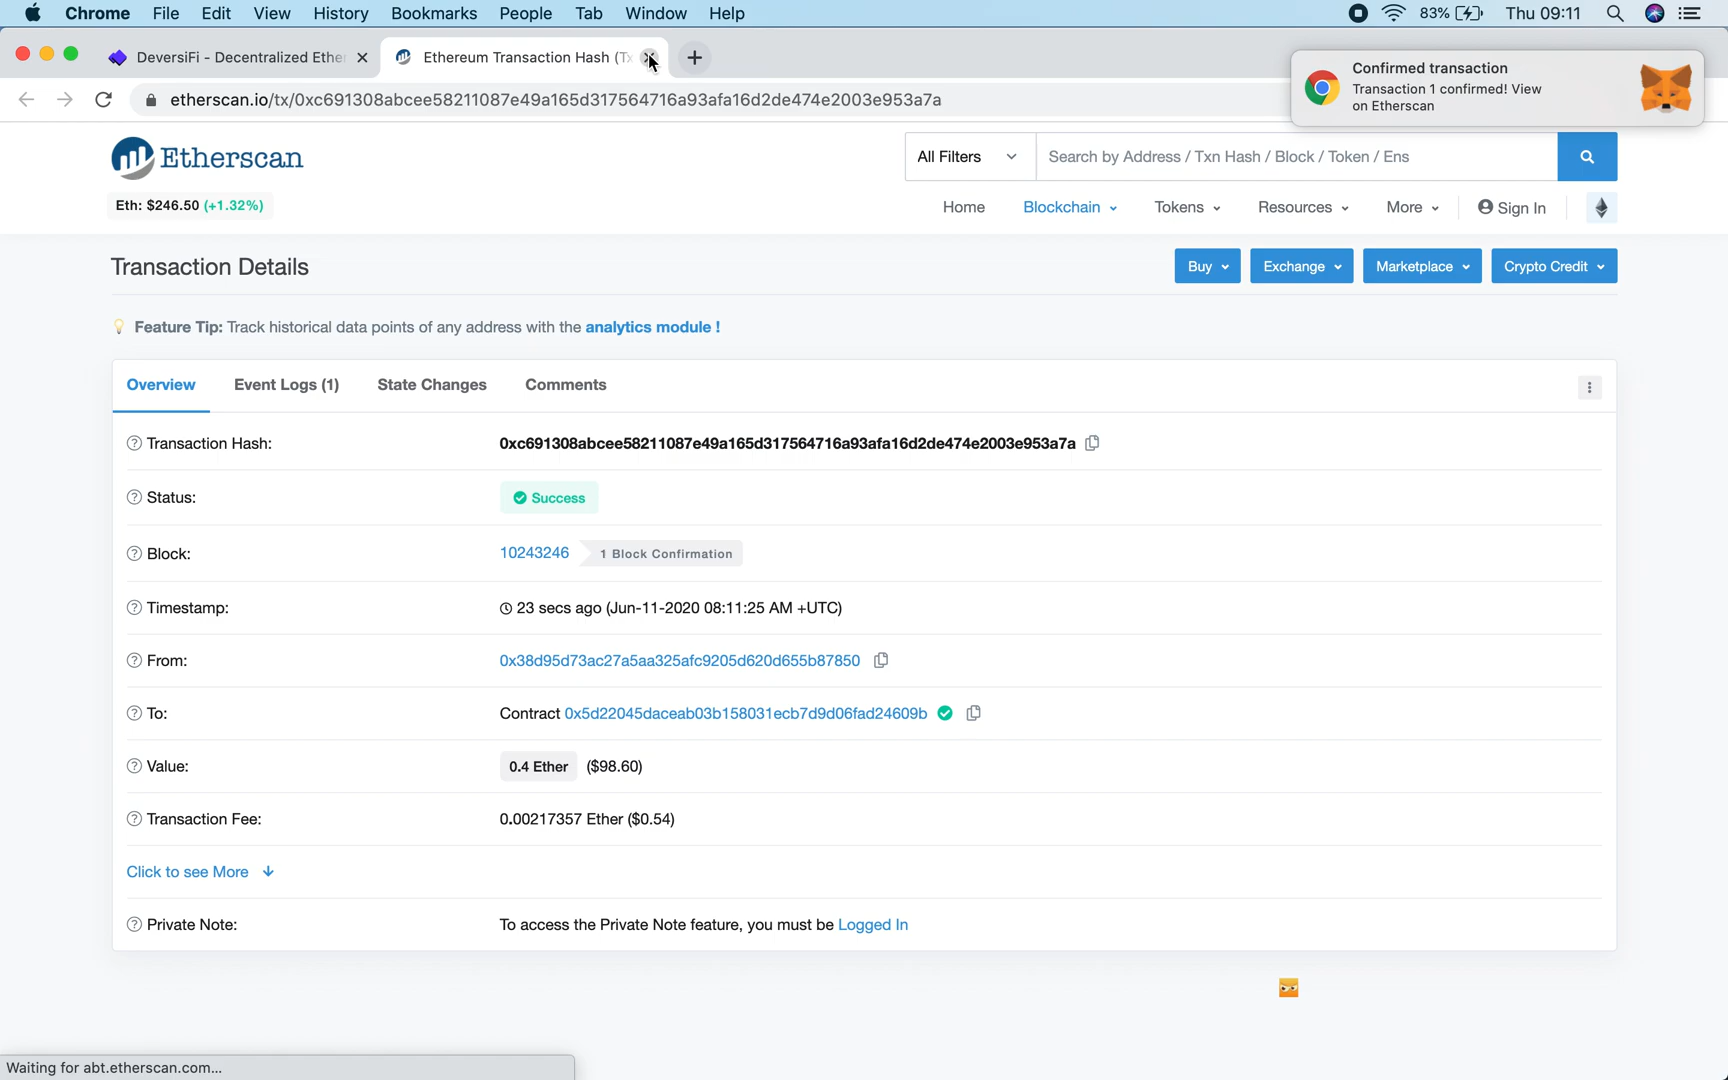 Chrome File Edit View History Bookmarks People Tab Window Help 83% Thu 09:11
DeversiFi - Decentralized Ether
Ethereum Transaction Hash (Tx
etherscan.io/tx/0xc691308abcee58211087e49a165d317564716a93afa16d2de474e2003e953a7a
Confirmed transaction
Transaction 1 confirmed! View
on Etherscan
Etherscan
All Filters
Search by Address / Txn Hash / Block / Token / Ens
Eth: $246.50 (+1.32%)
Home Blockchain Tokens Resources More Sign In
Transaction Details
Buy Exchange Marketplace Crypto Credit
Feature Tip: Track historical data points of any address with the analytics module !
Overview Event Logs (1) State Changes Comments
Transaction Hash: 0xc691308abcee58211087e49a165d317564716a93afa16d2de474e2003e953a7a
Status: Success
Block: 10243246 1 Block Confirmation
Timestamp: 23 secs ago (Jun-11-2020 08:11:25 AM +UTC)
From: 0x38d95d73ac27a5aa325afc9205d620d655b87850
To: Contract 0x5d22045daceab03b158031ecb7d9d06fad24609b
Value: 0.4 Ether ($98.60)
Transaction Fee: 0.00217357 Ether ($0.54)
Click to see More
Private Note: To access the Private Note feature, you must be Logged In
Waiting for abt.etherscan.com...